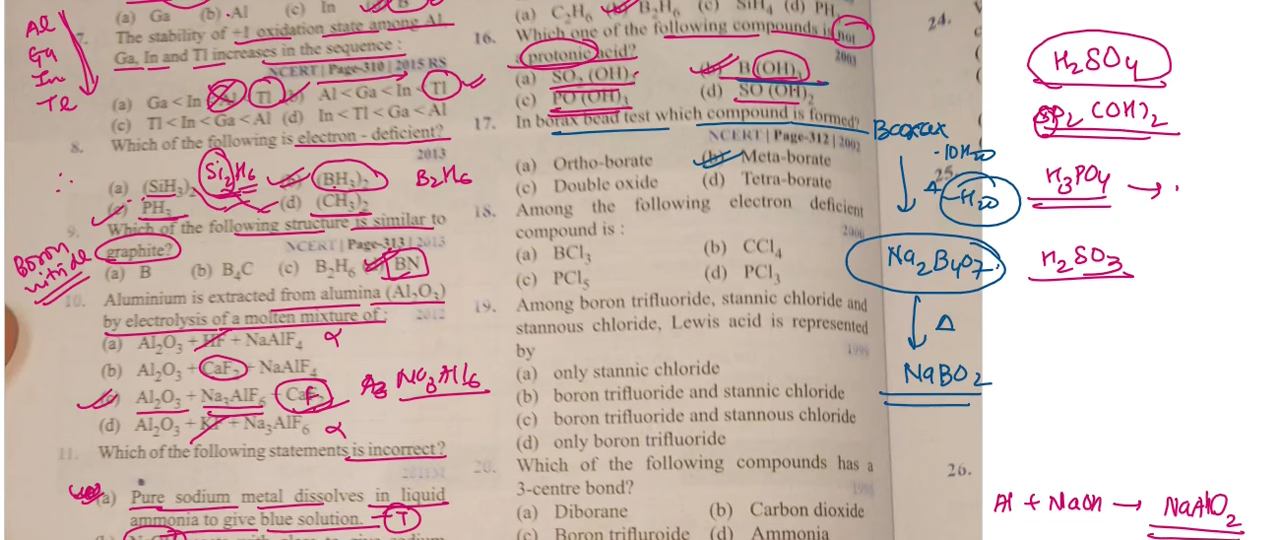 (a) Ga (b) Al (c) In
7. The stability of +1 oxidation state among Al,
Ga, In and Tl increases in the sequence :
NCERT | Page-310 | 2015 RS
(a) Ga < In Tl (b) Al < Ga < In < Tl
(c) Tl < In < Ga < Al (d) In < Tl < Ga < Al
8. Which of the following is electron - deficient?
2013
(a) (SiH3)2 (BH3)2
(c) PH3 (d) (CH3)2
9. Which of the following structure is similar to
graphite?
NCERT | Page-313 | 2013
(a) B (b) B4C (c) B2H6 BN
10. Aluminium is extracted from alumina (Al2O3)
by electrolysis of a molten mixture of :
2012
(a) Al2O3 + HF + NaAlF4
(b) Al2O3 + CaF2 + NaAlF4
(c) Al2O3 + Na3AlF6 + CaF2
(d) Al2O3 + KF + Na3AlF6
11. Which of the following statements is incorrect?
(a) Pure sodium metal dissolves in liquid
ammonia to give blue solution.
T
Al
Ga
In
Te
Si2H6
B2H6
Boron
nitride
(a) C2H6 (b) B2H6 (c) SiH4 (d) PH
16. Which one of the following compounds is not
a protonic acid?
2003
(a) SO2(OH)2 (b) B(OH)3
(c) PO(OH)3 (d) SO(OH)2
17. In borax bead test which compound is formed?
NCERT | Page-312 | 2002
(a) Ortho-borate (b) Meta-borate
(c) Double oxide (d) Tetra-borate
18. Among the following electron deficient
compound is :
2000
(a) BCl3 (b) CCl4
(c) PCl5 (d) PCl3
19. Among boron trifluoride, stannic chloride and
stannous chloride, Lewis acid is represented
by
1999
(a) only stannic chloride
(b) boron trifluoride and stannic chloride
(c) boron trifluoride and stannous chloride
(d) only boron trifluoride
20. Which of the following compounds has a
3-centre bond?
1996
(a) Diborane (b) Carbon dioxide
(c) Boron trifluroide (d) Ammonia
24.
25.
26.
-10H2O
Δ
H2O
Na2B4O7
Δ
NaBO2
H2SO4
H3PO4 →
H2SO3
Al + NaOh → NaAlO2